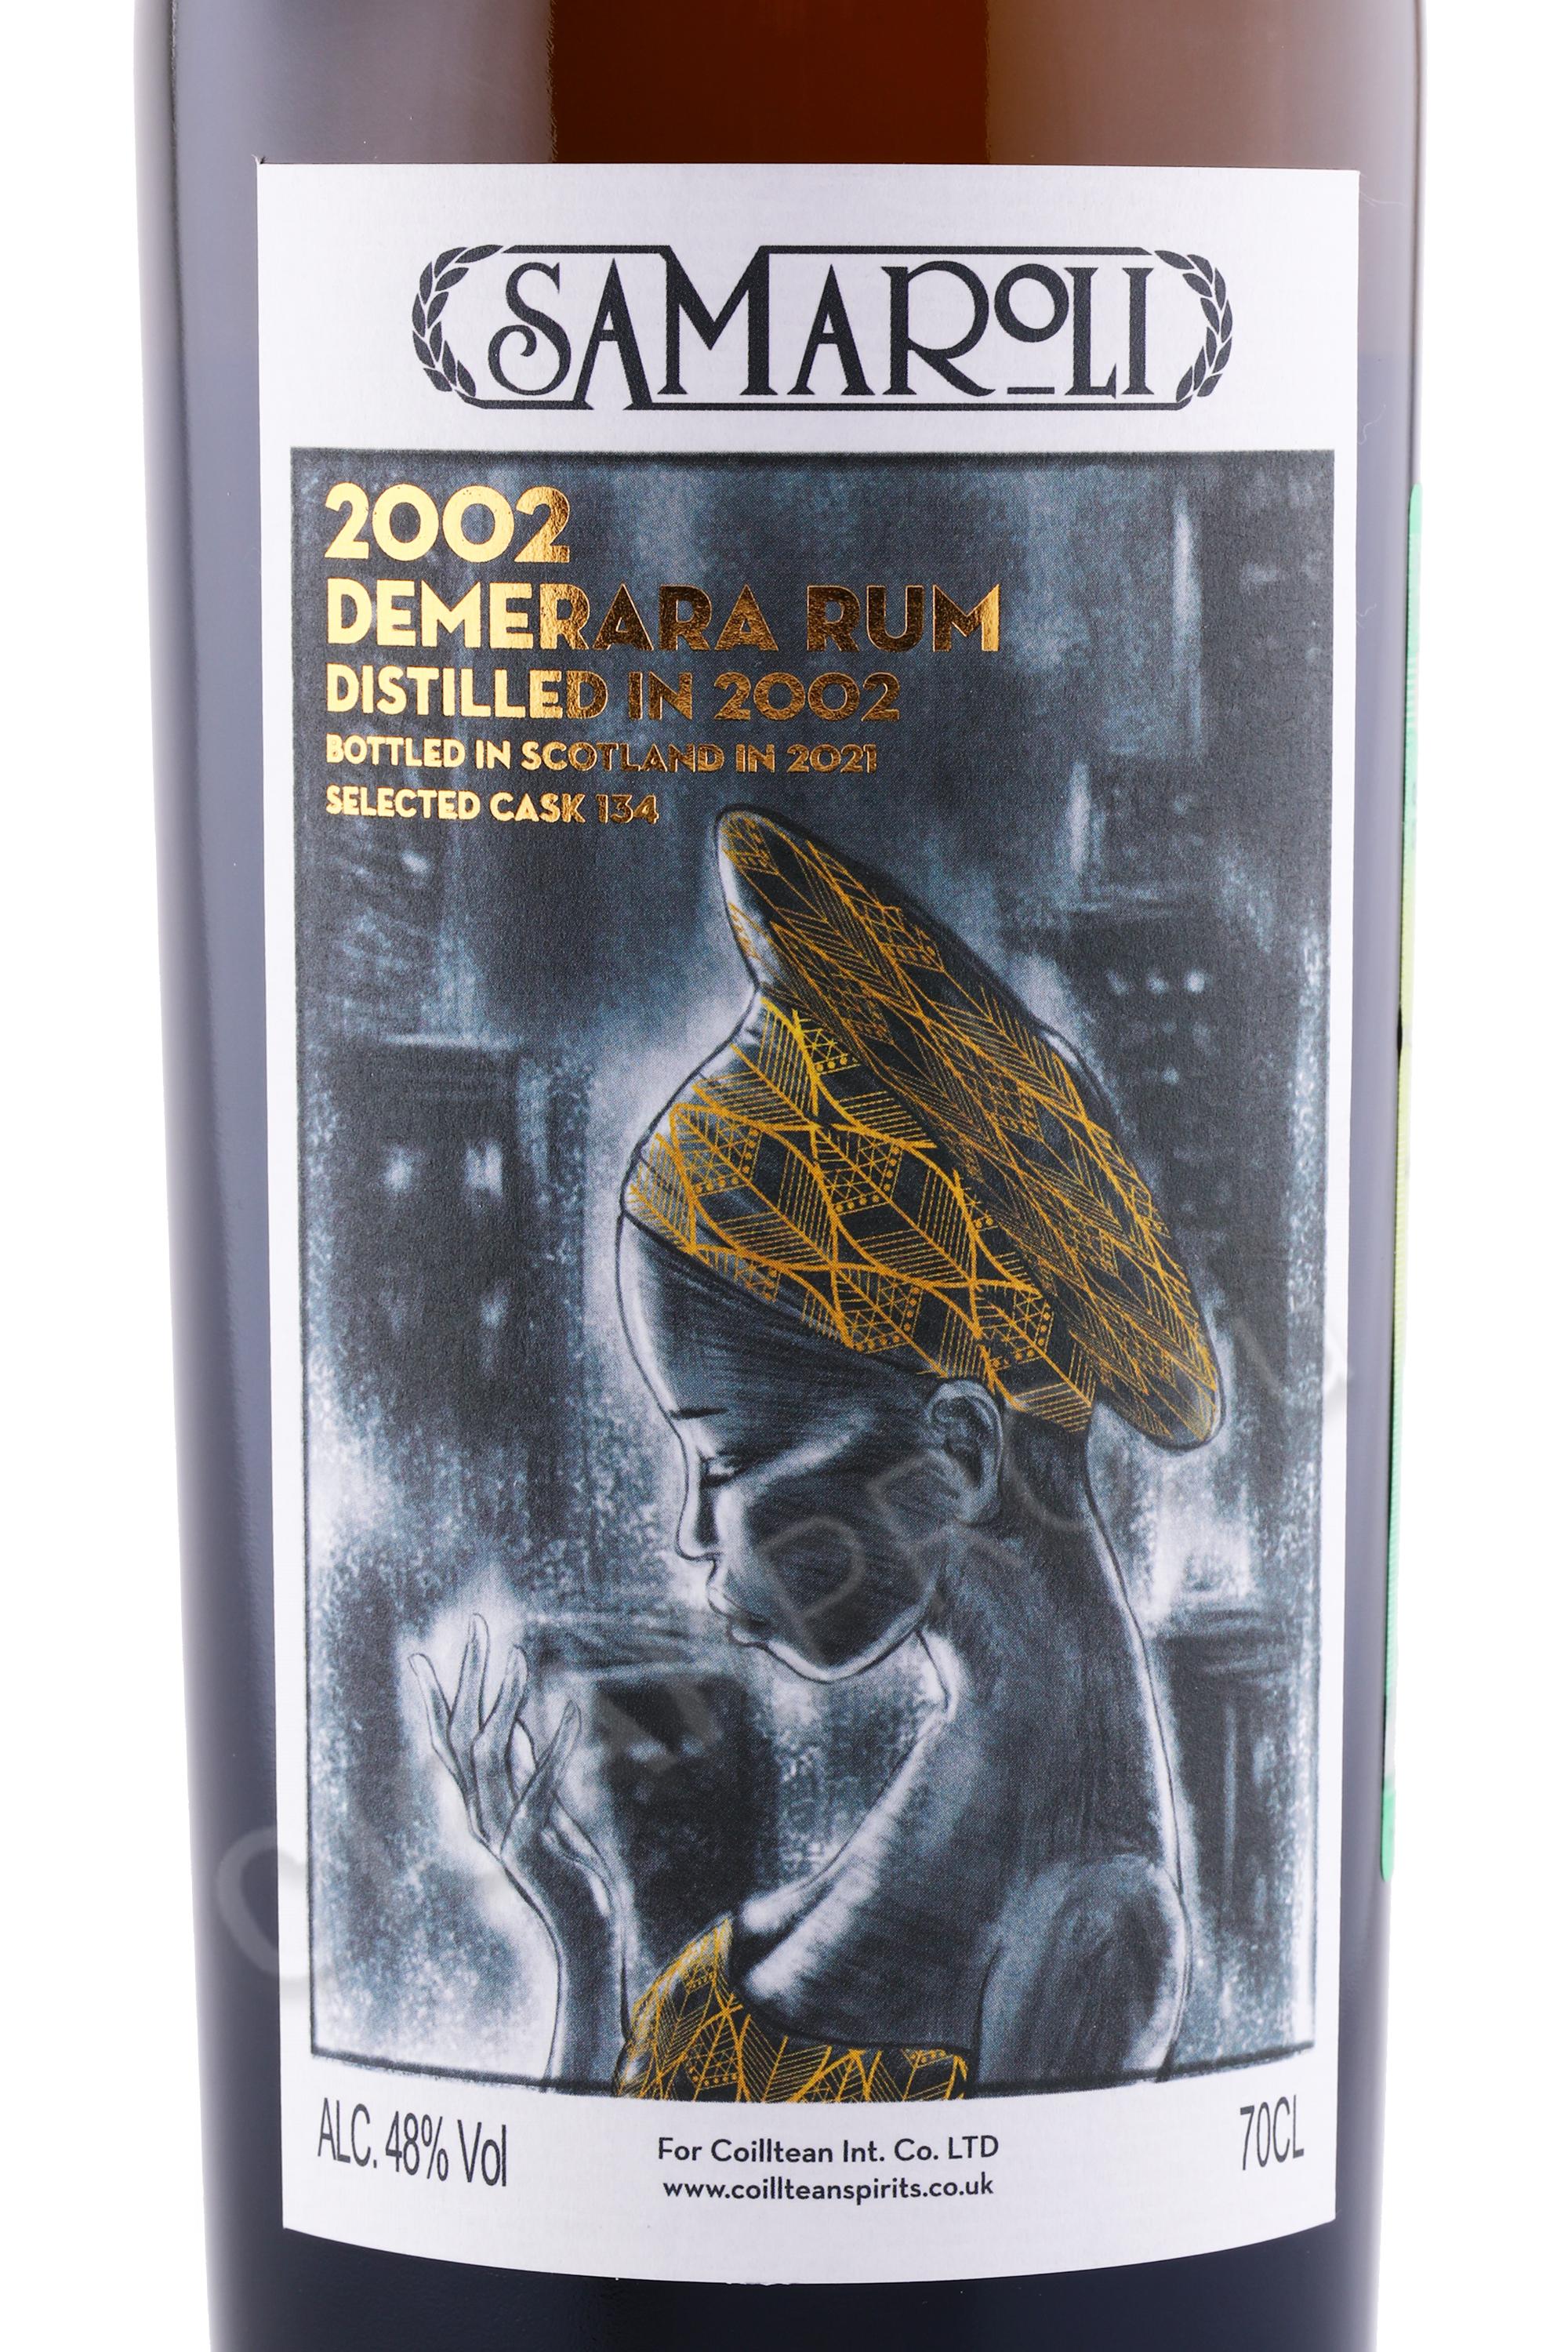 SAMAROLI
2002
DEMERARA RUM
DISTILLED IN 2002
BOTTLED IN SCOTLAND IN 2021
SELECTED CASK 134
ALC. 48% Vol
For Coilltean Int. Co. LTD
www.coillteanspirits.co.uk
70CL